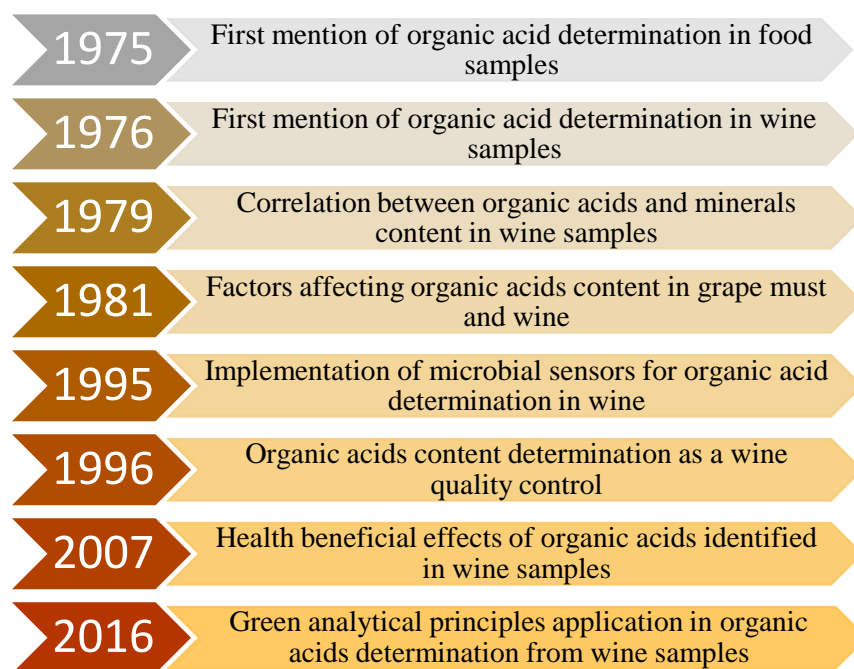 1975
First mention of organic acid determination in food
samples
1976
First mention of organic acid determination in wine
samples
1979
Correlation between organic acids and minerals
content in wine samples
1981
Factors affecting organic acids content in grape must
and wine
1995
Implementation of microbial sensors for organic acid
determination in wine
1996
Organic acids content determination as a wine
quality control
2007
Health beneficial effects of organic acids identified
in wine samples
2016
Green analytical principles application in organic
acids determination from wine samples